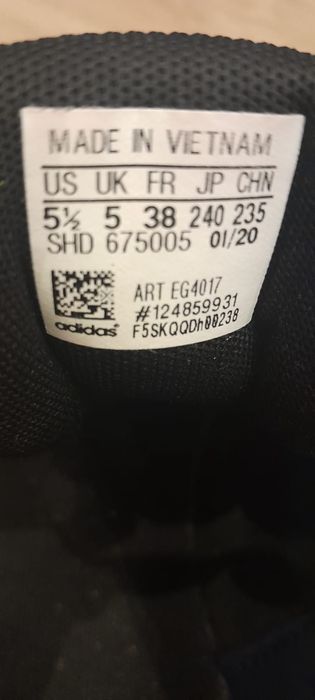 MADE IN VIETNAM
US UK FR JP CHN
5½ 5 38 240 235
SHD 675005 01/20
ART EG4017
#124859931
adidas® F5SKQQDh00238